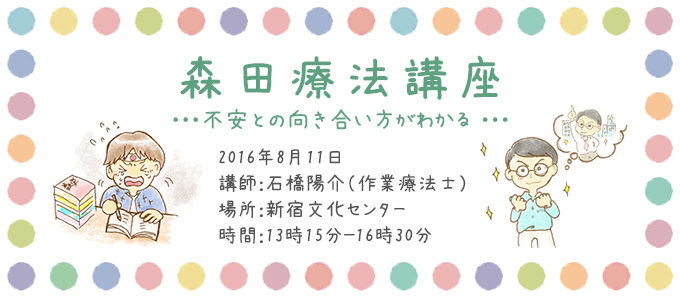 森田療法講座
･･･不安との向き合い方がわかる ･･･
2016年8月11日
講師:石橋陽介(作業療法士)
場所:新宿文化センター
時間:13時15分−16時30分